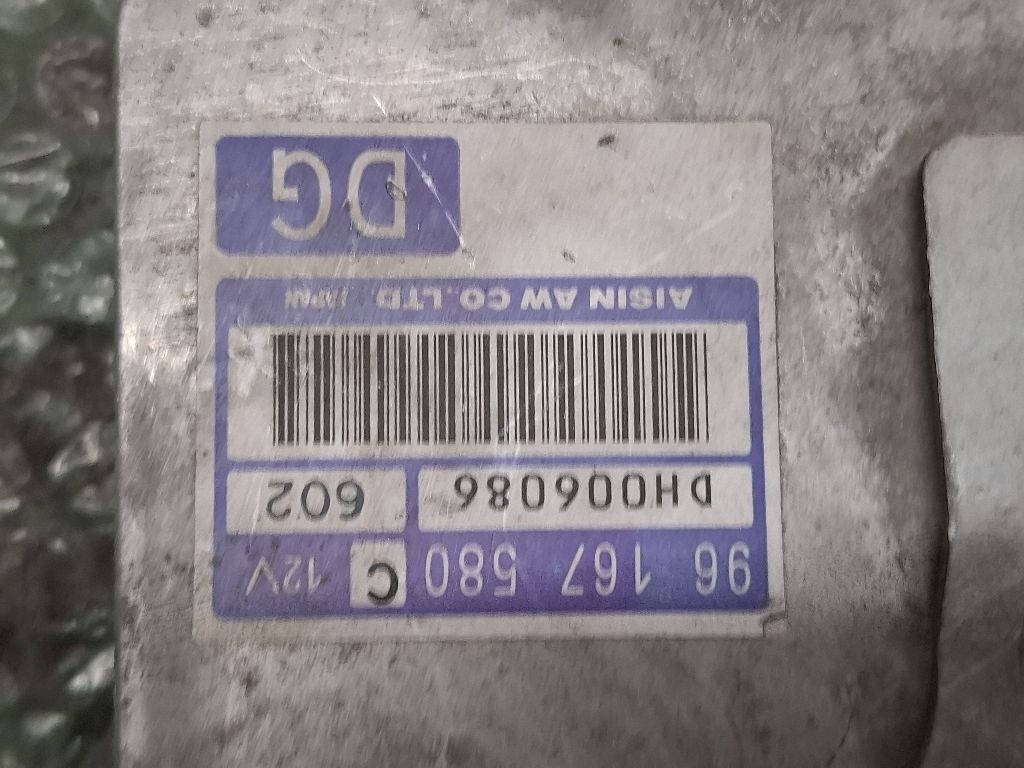 96 167 580 C 12V
DH006086 602
AISIN AW CO.,LTD JAPAN
DG